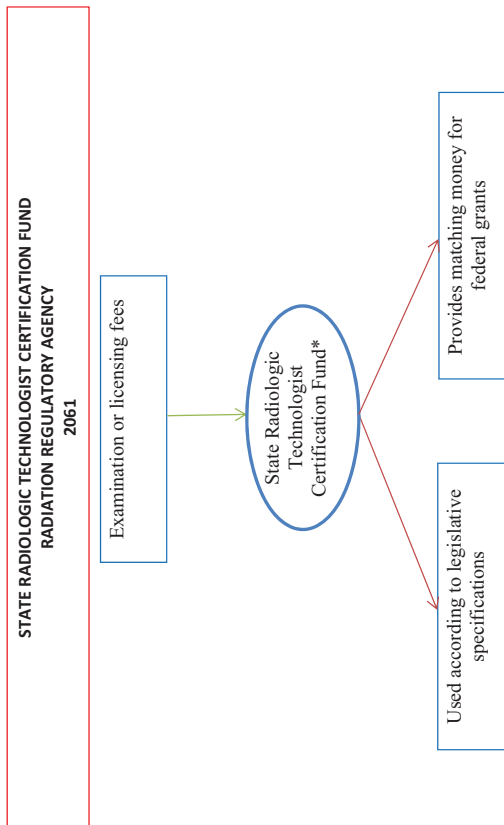 STATE RADIOLOGIC TECHNOLOGIST CERTIFICATION FUND
RADIATION REGULATORY AGENCY
2061
Examination or licensing fees
State Radiologic
Technologist
Certification Fund*
Used according to legislative
specifications
Provides matching money for
federal grants